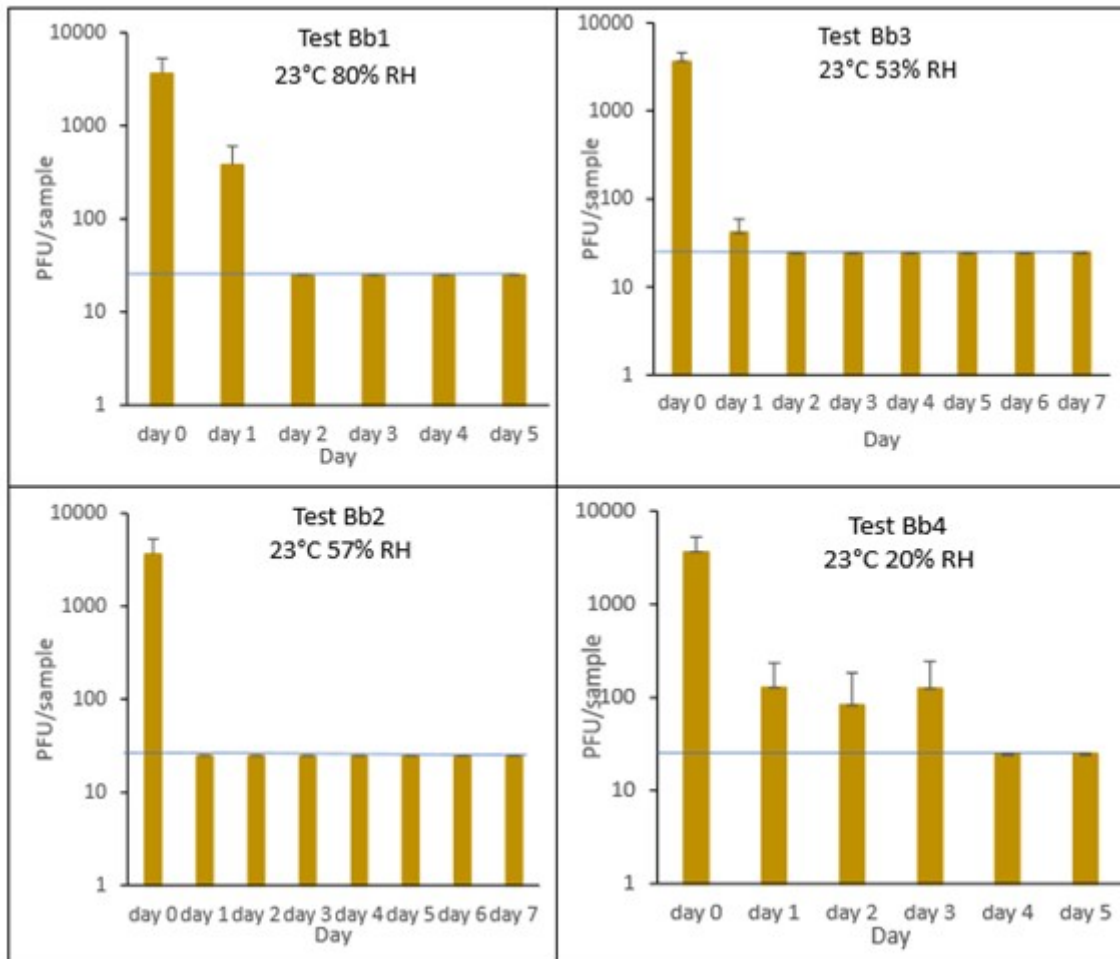 Test Bb1
23°C 80% RH
PFU/sample
10000
1000
100
10
1
day 0 day 1 day 2 day 3 day 4 day 5
Day
Test Bb3
23°C 53% RH
PFU/sample
10000
1000
100
10
1
day 0 day 1 day 2 day 3 day 4 day 5 day 6 day 7
Day
Test Bb2
23°C 57% RH
PFU/sample
10000
1000
100
10
1
day 0 day 1 day 2 day 3 day 4 day 5 day 6 day 7
Day
Test Bb4
23°C 20% RH
PFU/sample
10000
1000
100
10
1
day 0 day 1 day 2 day 3 day 4 day 5
Day